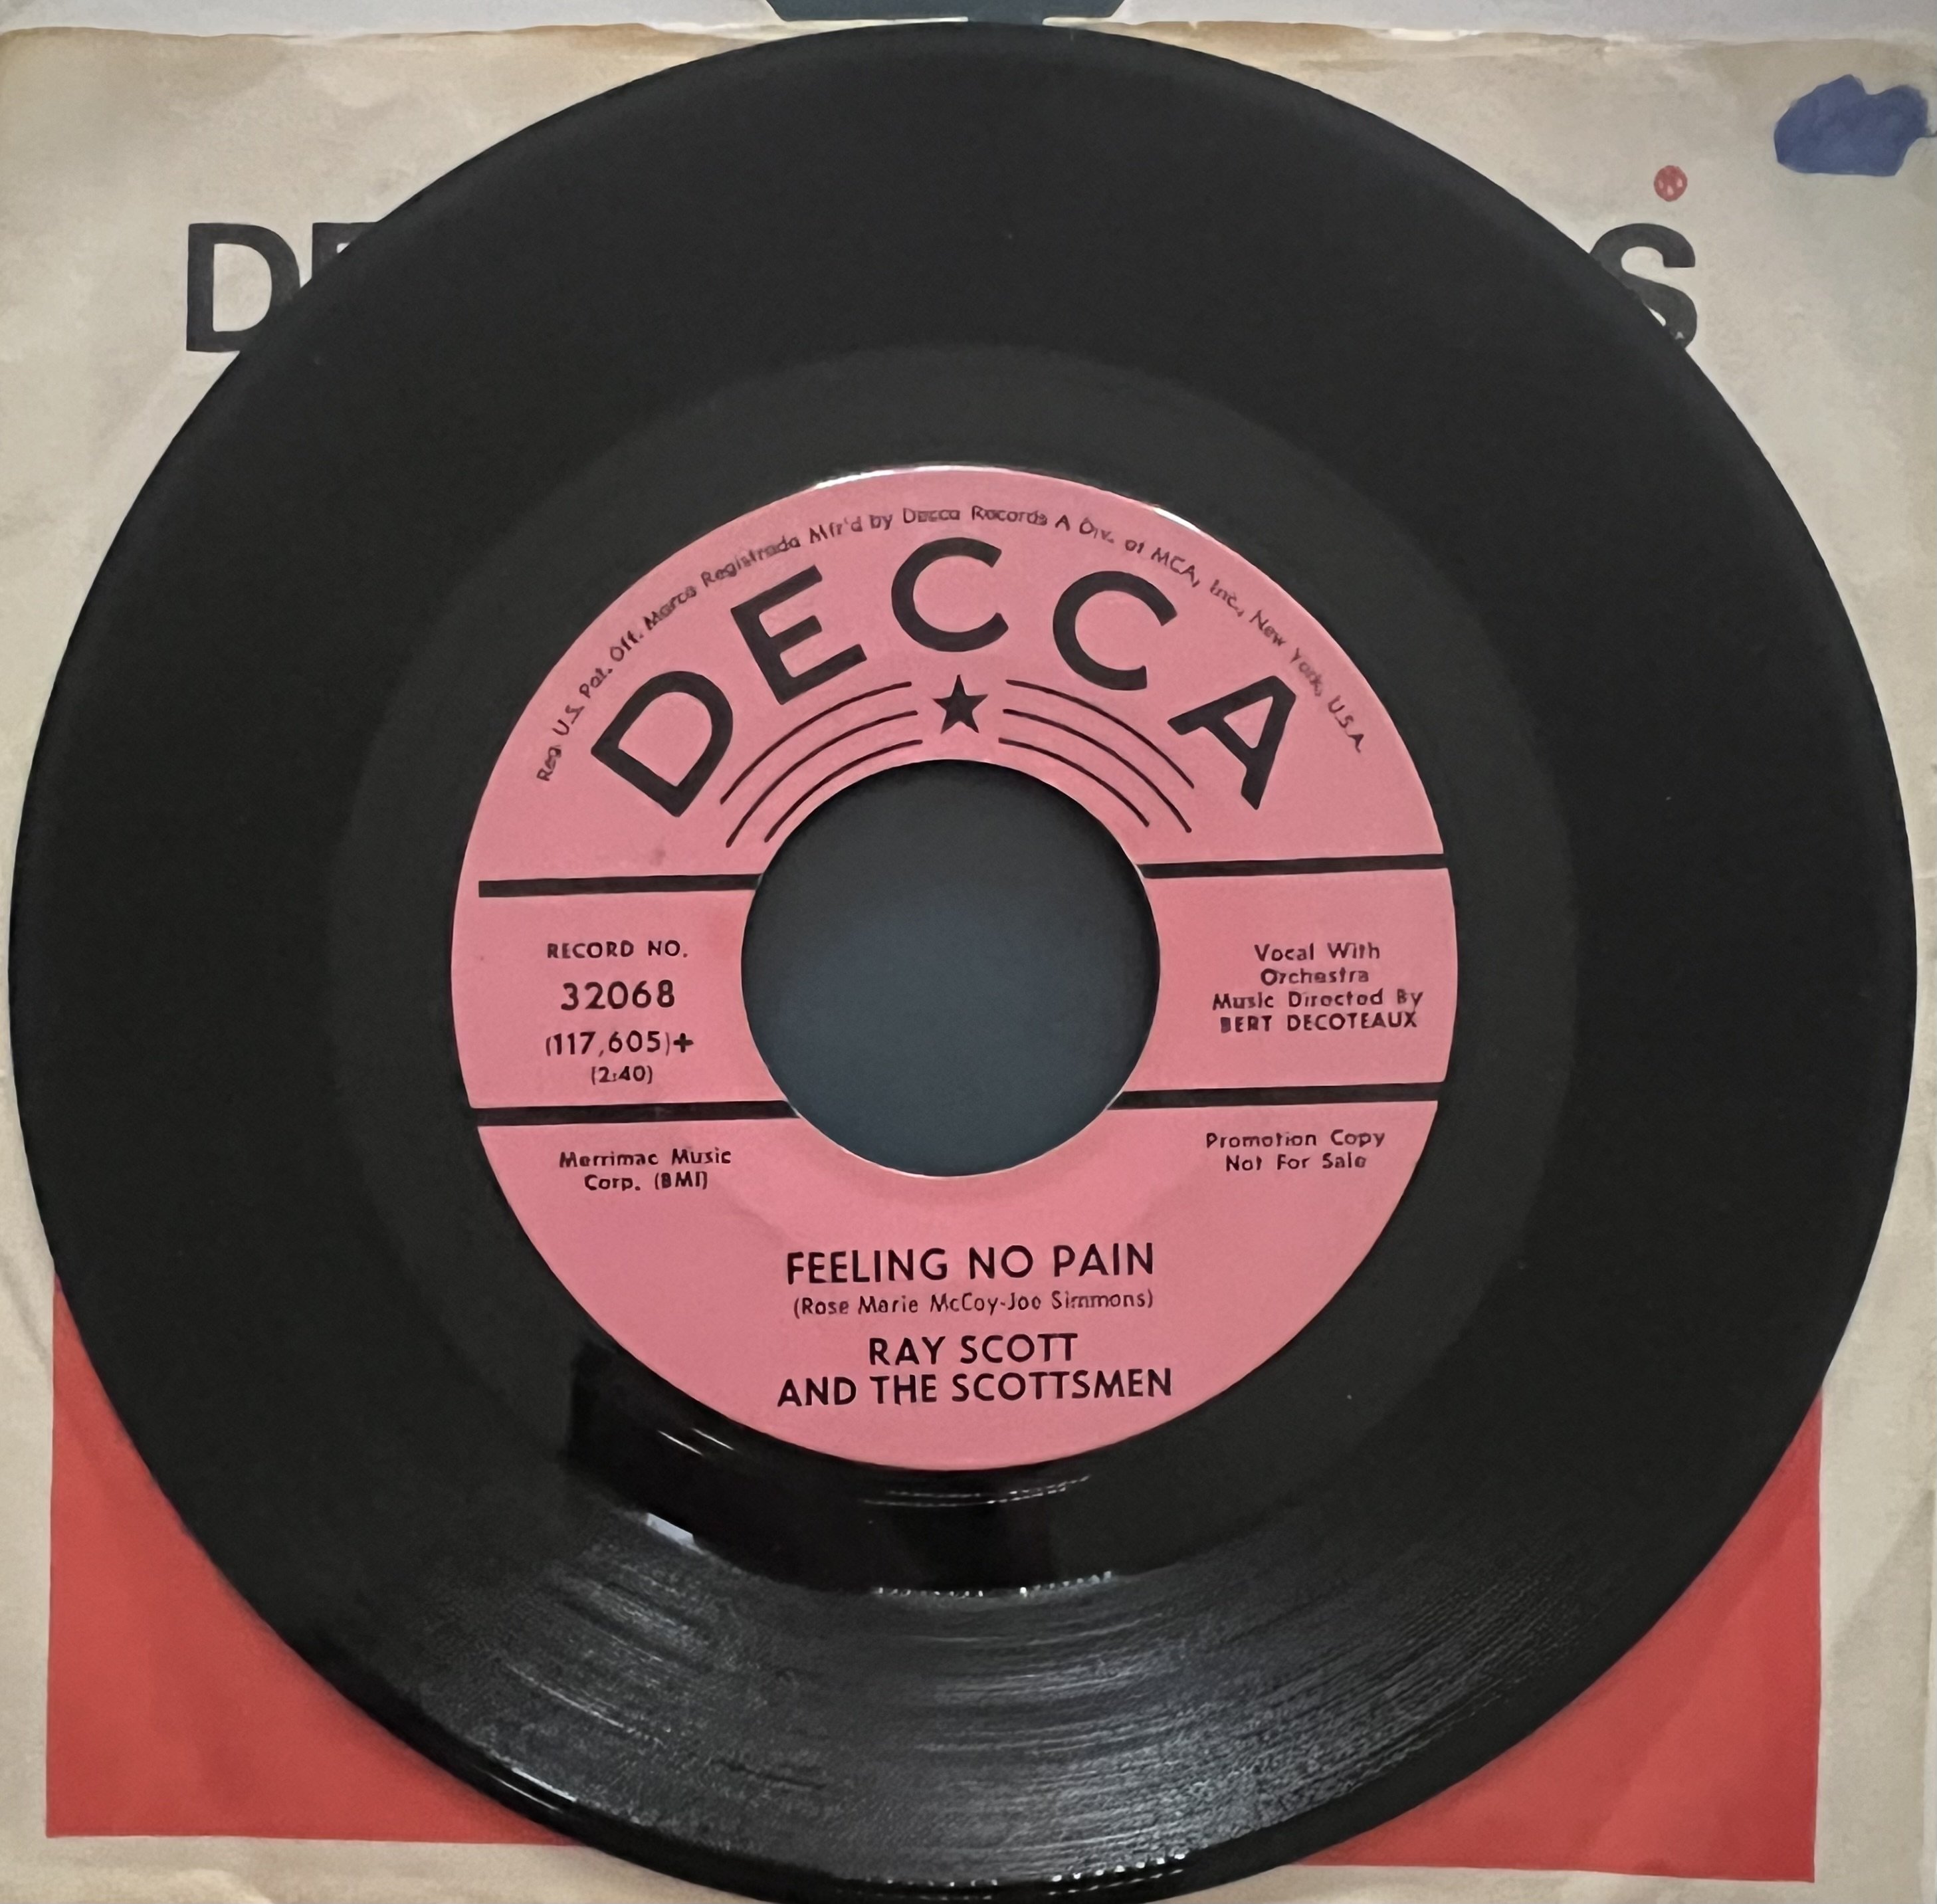 Reg. U.S. Pat. Off. Marca Registrada Mfr'd by Decca Records A Div. of MCA, Inc., New York, U.S.A.
DECCA
RECORD NO.
32068
(117,605)+
(2:40)
Vocal With
Orchestra
Music Directed By
BERT DECOTEAUX
Merrimac Music
Corp. (BMI)
Promotion Copy
Not For Sale
FEELING NO PAIN
(Rose Marie McCoy-Joe Simmons)
RAY SCOTT
AND THE SCOTTSMEN